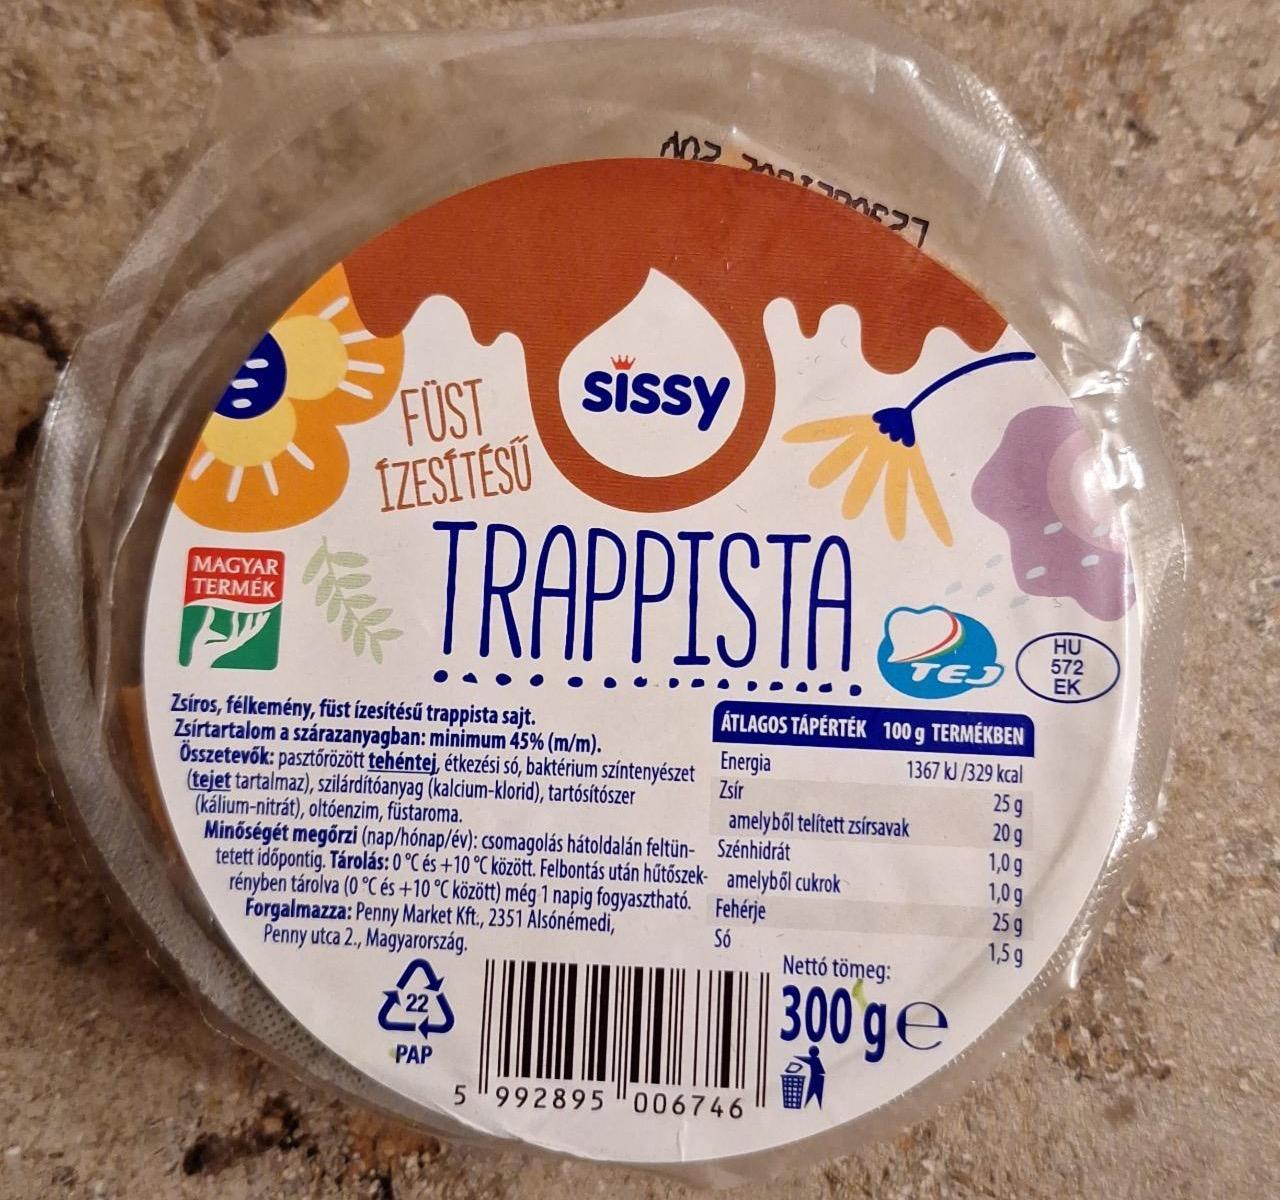 sissy
FÜST
ÍZESÍTÉSŰ
TRAPPISTA
MAGYAR
TERMÉK
TEJ
HU
572
EK
Zsíros, félkemény, füst ízesítésű trappista sajt.
Zsírtartalom a szárazanyagban: minimum 45% (m/m).
Összetevők: pasztőrözött tehéntej, étkezési só, baktérium színtenyészet
(tejet tartalmaz), szilárdítóanyag (kalcium-klorid), tartósítószer
(kálium-nitrát), oltóenzim, füstaroma.
Minőségét megőrzi (nap/hónap/év): csomagolás hátoldalán feltün-
tetett időpontig. Tárolás: 0 °C és +10 °C között. Felbontás után hűtőszek-
rényben tárolva (0 °C és +10 °C között) még 1 napig fogyasztható.
Forgalmazza: Penny Market Kft., 2351 Alsónémedi,
Penny utca 2., Magyarország.
ÁTLAGOS TÁPÉRTÉK 100 g TERMÉKBEN
Energia 1367 kJ /329 kcal
Zsír 25 g
amelyből telített zsírsavak 20 g
Szénhidrát 1,0 g
amelyből cukrok 1,0 g
Fehérje 25 g
Só 1,5 g
Nettó tömeg:
300 g e
22
PAP
5 992895 006746